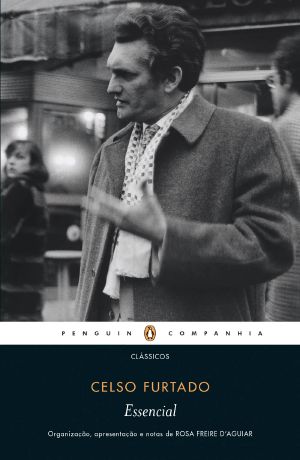 PENGUIN COMPANHIA
CLÁSSICOS
CELSO FURTADO
Essencial
Organização, apresentação e notas de ROSA FREIRE D'AGUIAR